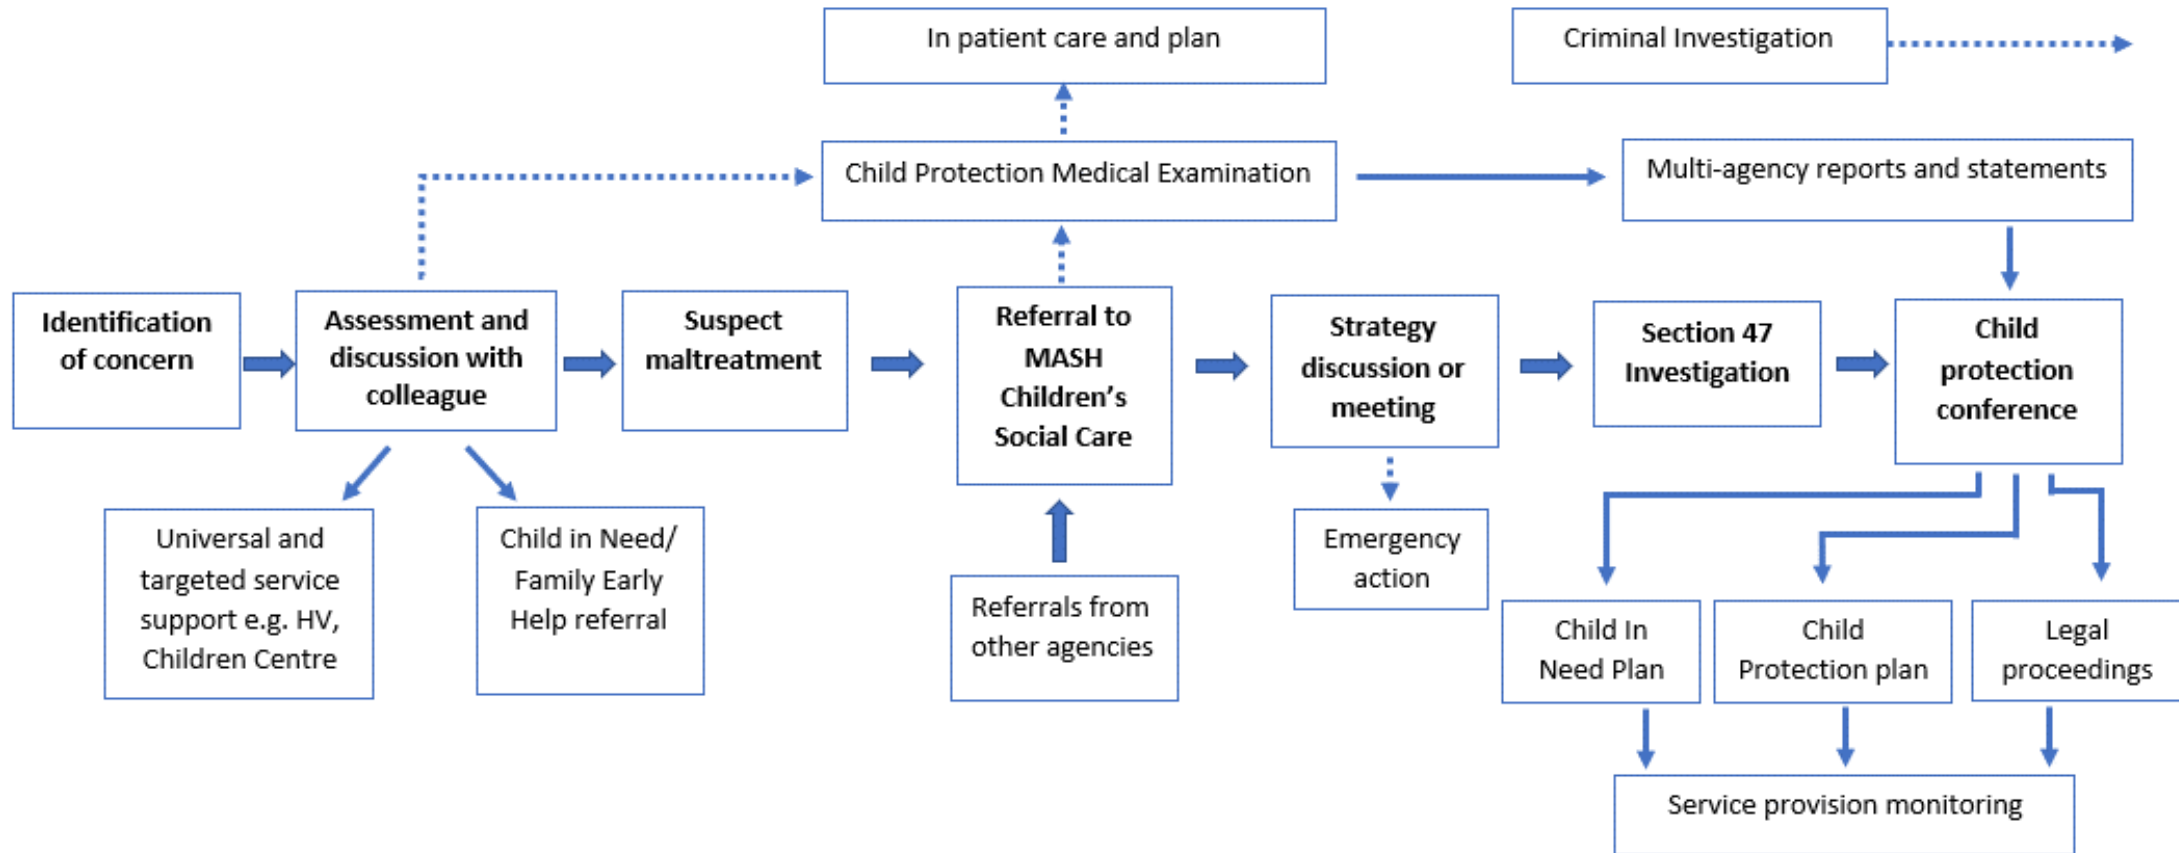 In patient care and plan
Criminal Investigation
Child Protection Medical Examination
Multi-agency reports and statements
Identification
of concern
Assessment and
discussion with
colleague
Suspect
maltreatment
Referral to
MASH
Children’s
Social Care
Strategy
discussion or
meeting
Section 47
Investigation
Child
protection
conference
Universal and
targeted service
support e.g. HV,
Children Centre
Child in Need/
Family Early
Help referral
Referrals from
other agencies
Emergency
action
Child In
Need Plan
Child
Protection plan
Legal
proceedings
Service provision monitoring